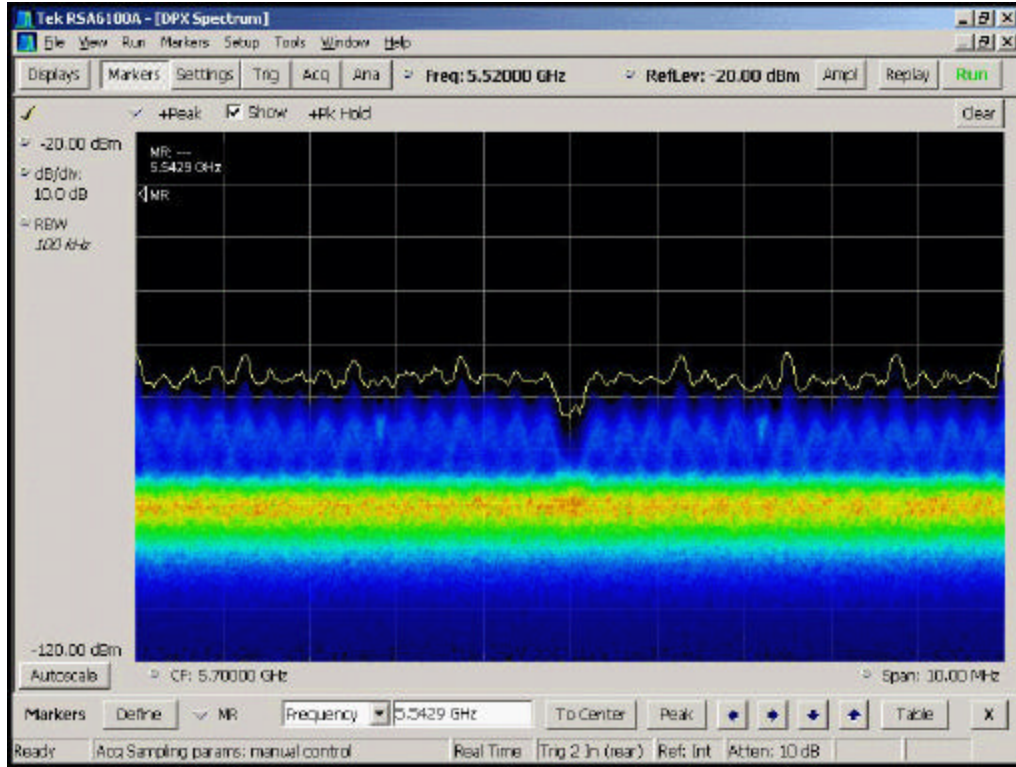 Tek RSA6100A - [DPX Spectrum]
File View Run Markers Setup Tools Window Help
Displays Markers Settings Trig Acq Ana Freq: 5.52000 GHz RefLev: -20.00 dBm Ampl Replay Run
+Peak Show +Pk Hold Clear
-20.00 dBm
dB/div:
10.0 dB
RBW
100 kHz
MR: ---
5.5429 GHz
MR
-120.00 dBm
Autoscale CF: 5.70000 GHz Span: 10.00 MHz
Markers Define MR Frequency 5.5429 GHz To Center Peak Table X
Ready Acq Sampling params: manual control Real Time Trig 2 In (rear) Ref: Int Atten: 10 dB